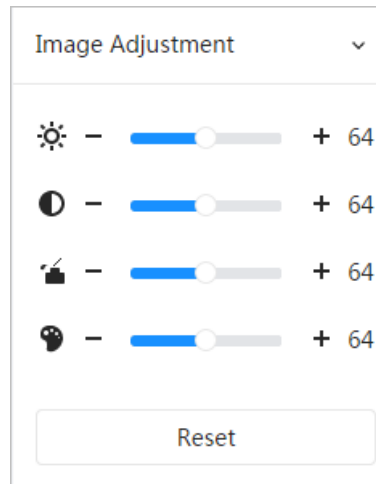 Image Adjustment
− + 64
− + 64
− + 64
− + 64
Reset